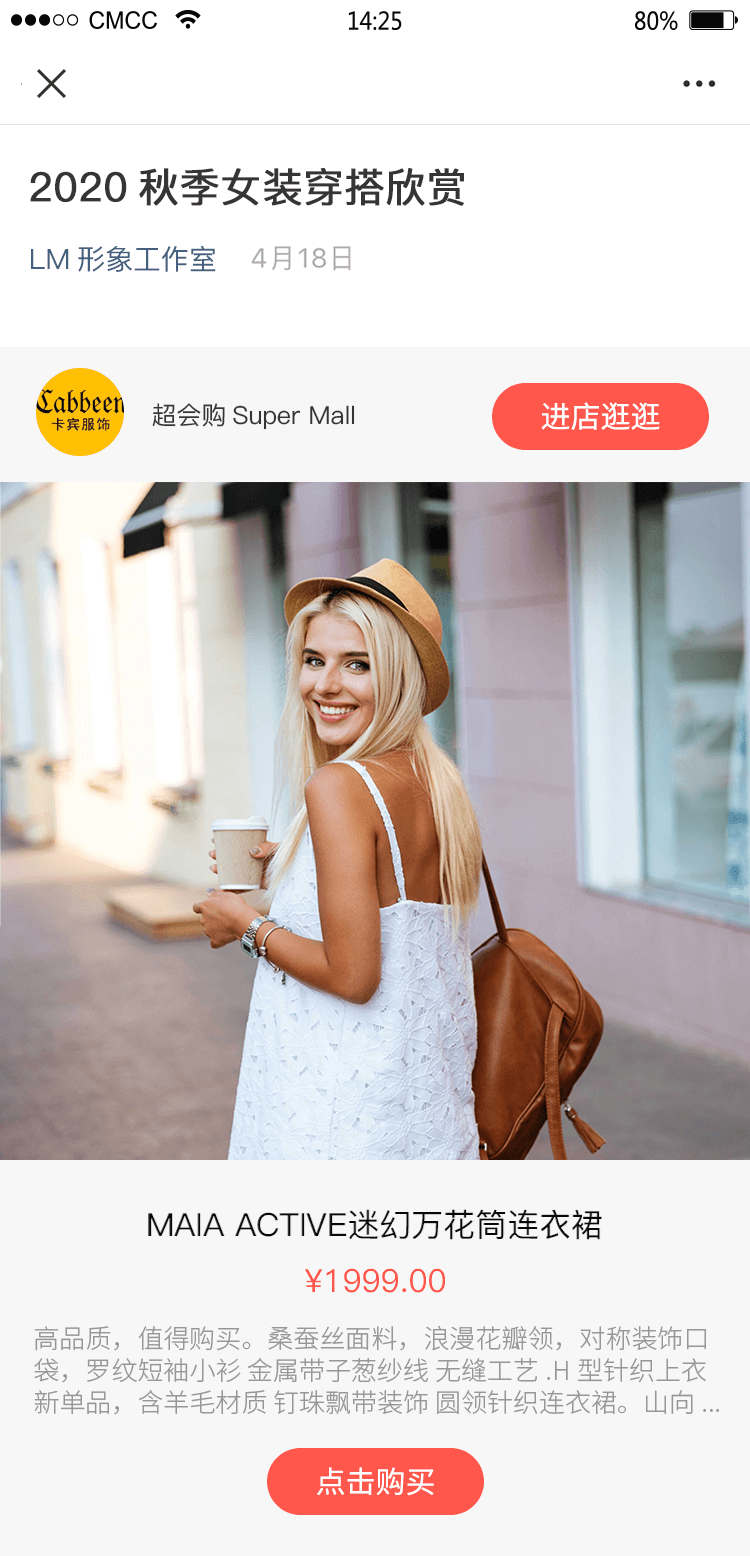 CMCC 14:25 80%
2020 秋季女装穿搭欣赏
LM 形象工作室 4月18日
Cabbeen
卡宾服饰
超会购 Super Mall
进店逛逛
MAIA ACTIVE迷幻万花筒连衣裙
¥1999.00
高品质，值得购买。桑蚕丝面料，浪漫花瓣领，对称装饰口
袋，罗纹短袖小衫 金属带子葱纱线 无缝工艺 .H 型针织上衣
新单品，含羊毛材质 钉珠飘带装饰 圆领针织连衣裙。山向 ...
点击购买